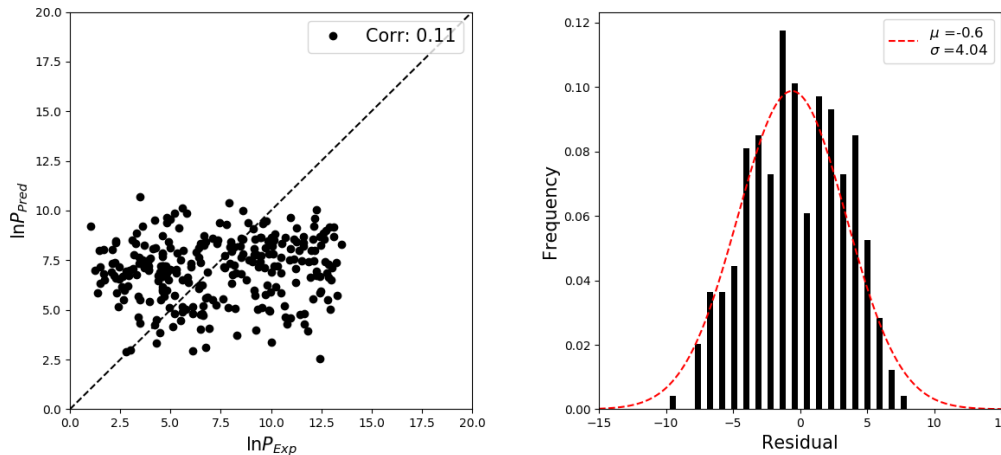 20.0
17.5
15.0
12.5
10.0
7.5
5.0
2.5
0.0
lnP_Pred
Corr: 0.11
0.0 2.5 5.0 7.5 10.0 12.5 15.0 17.5 20.0
lnP_Exp
0.12
0.10
0.08
0.06
0.04
0.02
0.00
Frequency
μ =-0.6
σ =4.04
−15 −10 −5 0 5 10 15
Residual